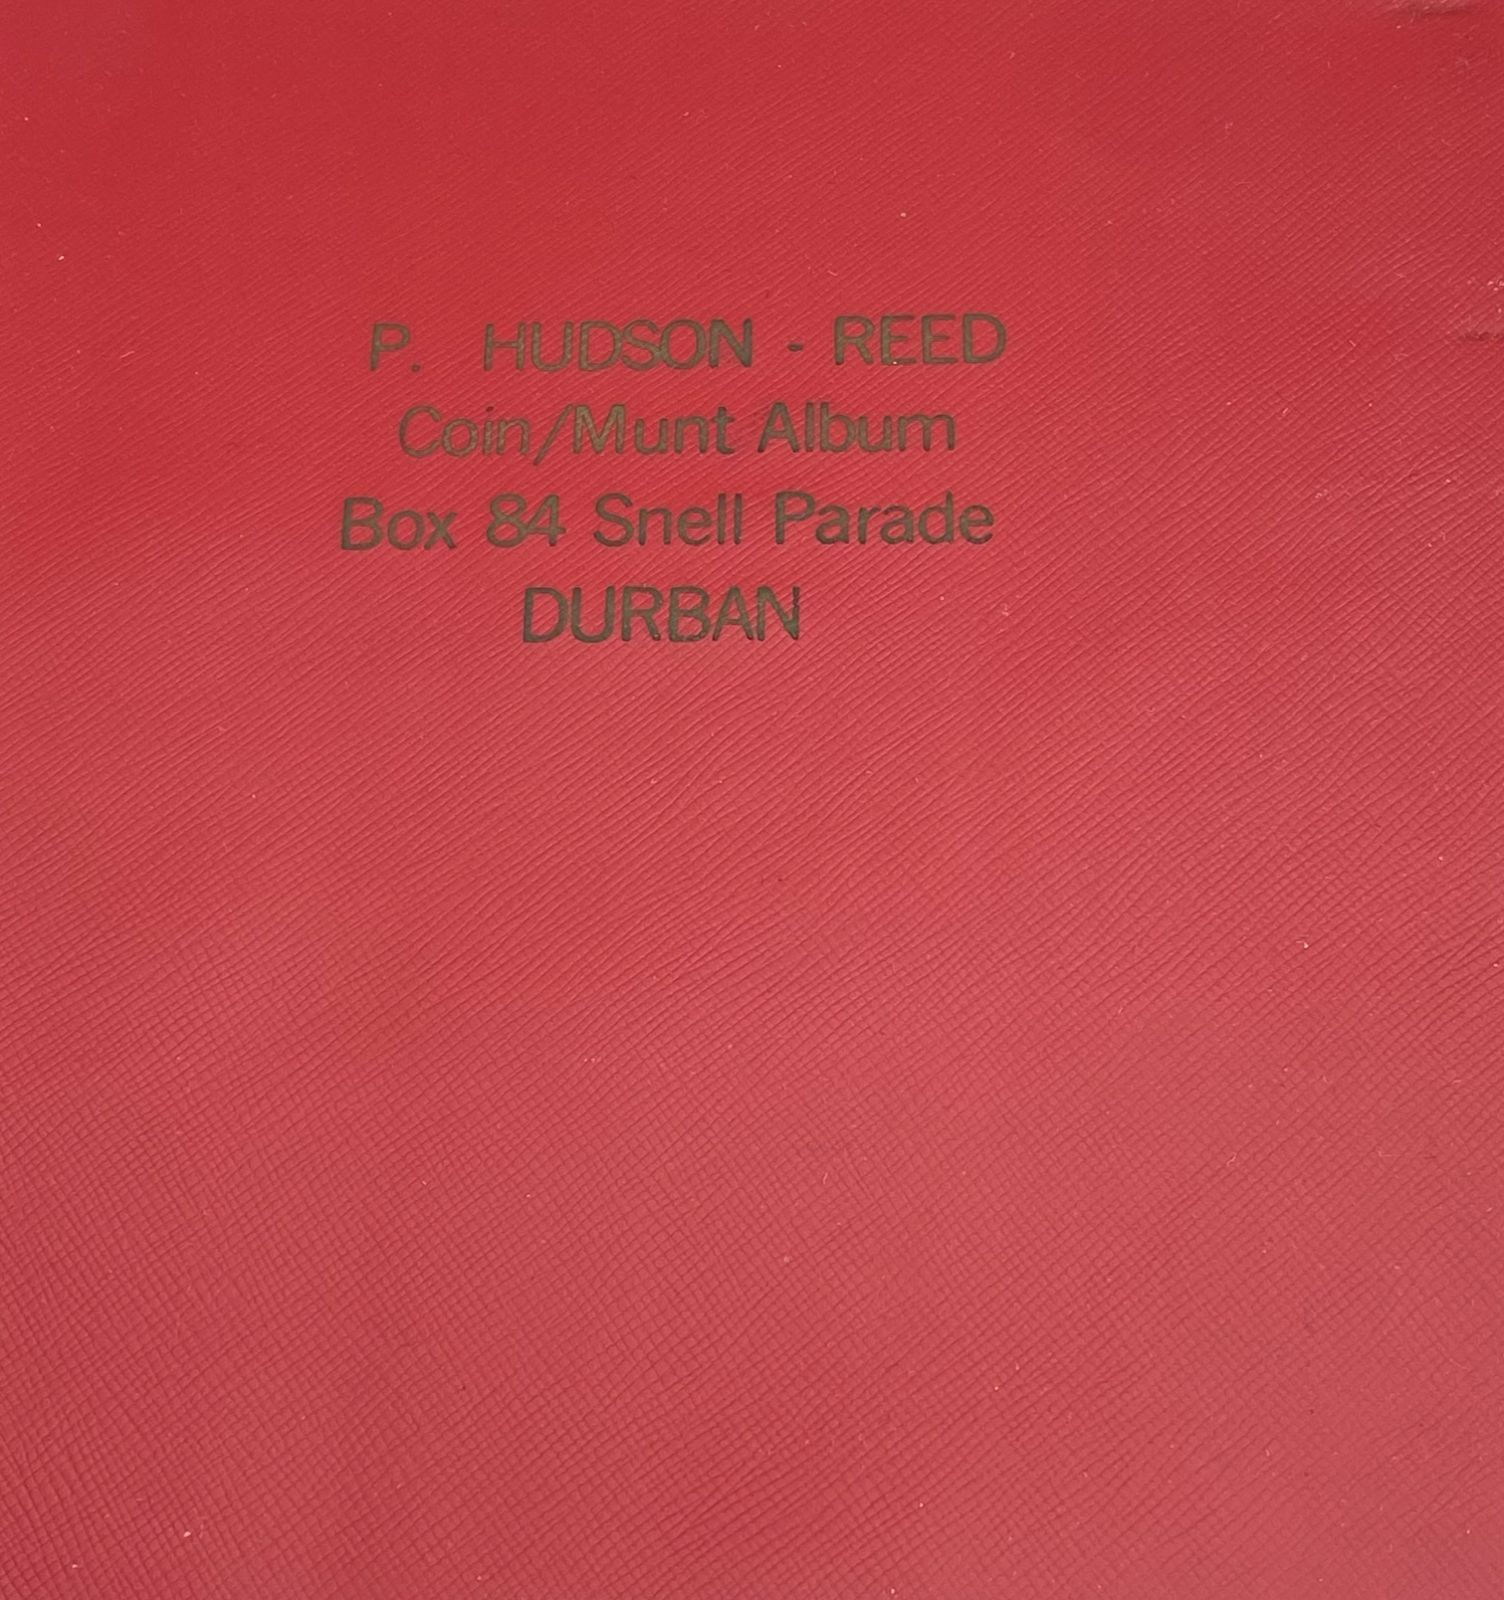 P. HUDSON - REED
Coin/Munt Album
Box 84 Snell Parade
DURBAN